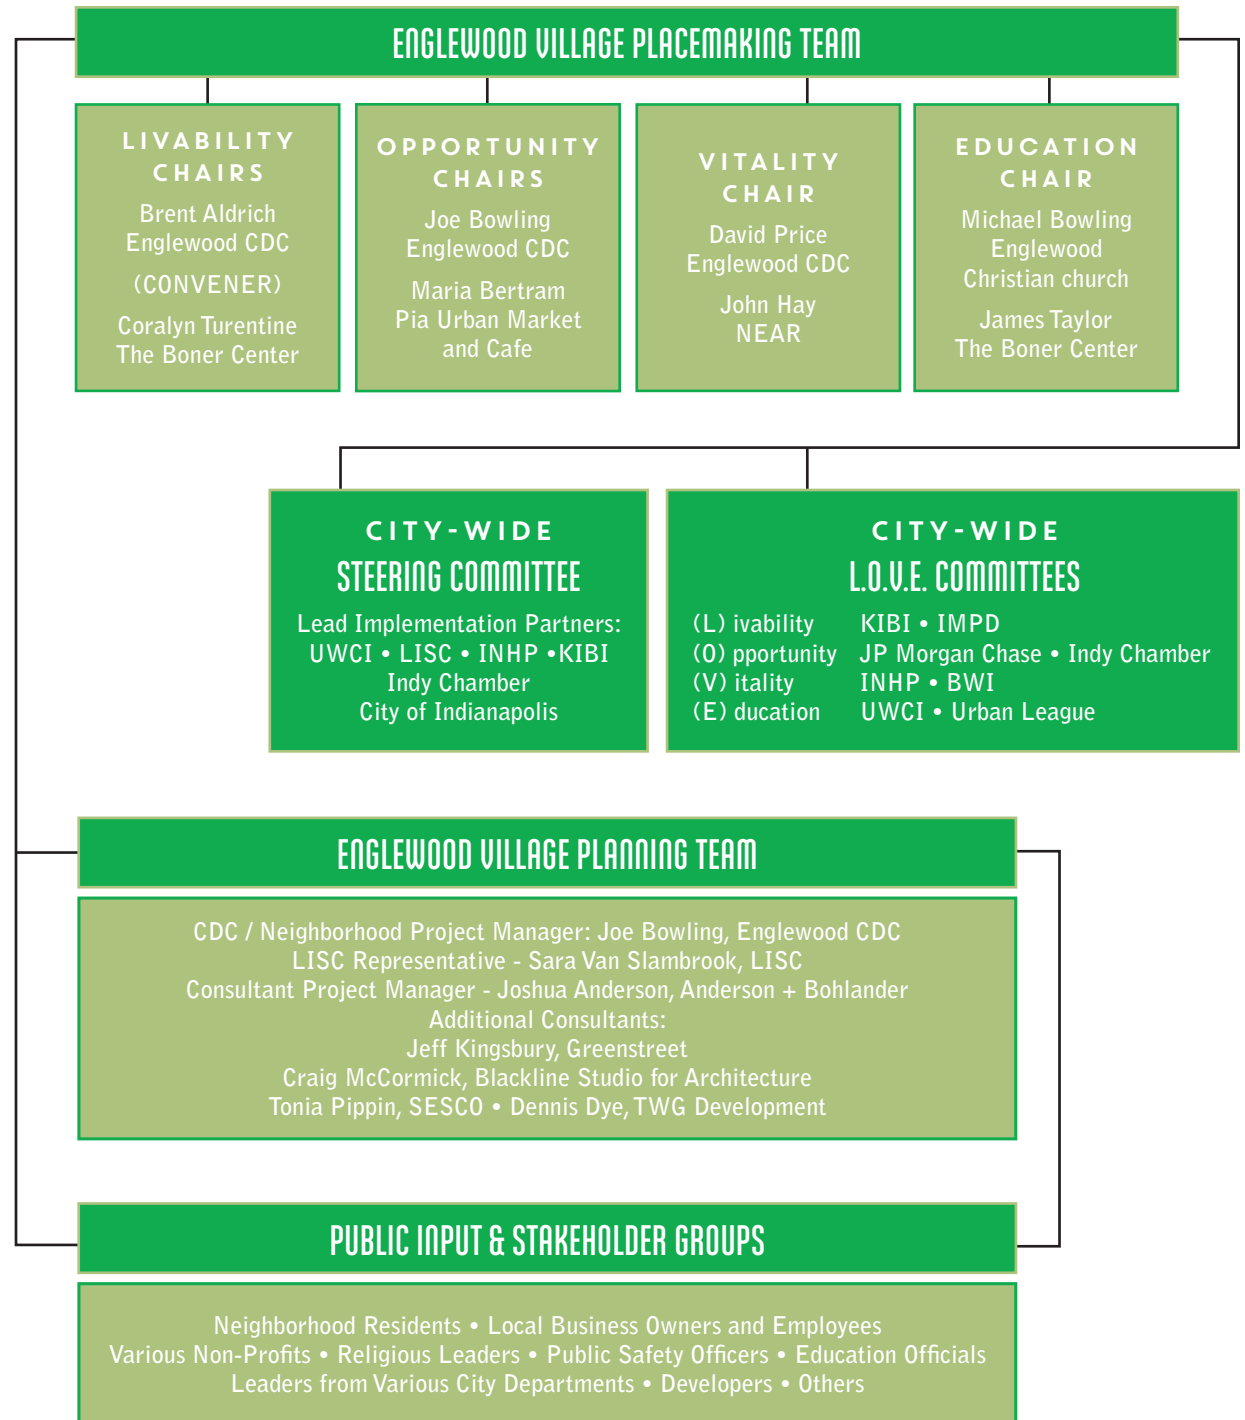 ENGLEWOOD VILLAGE PLACEMAKING TEAM
LIVABILITY
CHAIRS
Brent Aldrich
Englewood CDC
(CONVENER)
Coralyn Turentine
The Boner Center
OPPORTUNITY
CHAIRS
Joe Bowling
Englewood CDC
Maria Bertram
Pia Urban Market
and Cafe
VITALITY
CHAIR
David Price
Englewood CDC
John Hay
NEAR
EDUCATION
CHAIR
Michael Bowling
Englewood
Christian church
James Taylor
The Boner Center
CITY-WIDE
STEERING COMMITTEE
Lead Implementation Partners:
UWCI • LISC • INHP •KIBI
Indy Chamber
City of Indianapolis
CITY-WIDE
L.O.V.E. COMMITTEES
(L) ivability KIBI • IMPD
(O) pportunity JP Morgan Chase • Indy Chamber
(V) itality INHP • BWI
(E) ducation UWCI • Urban League
ENGLEWOOD VILLAGE PLANNING TEAM
CDC / Neighborhood Project Manager: Joe Bowling, Englewood CDC
LISC Representative - Sara Van Slambrook, LISC
Consultant Project Manager - Joshua Anderson, Anderson + Bohlander
Additional Consultants:
Jeff Kingsbury, Greenstreet
Craig McCormick, Blackline Studio for Architecture
Tonia Pippin, SESCO • Dennis Dye, TWG Development
PUBLIC INPUT & STAKEHOLDER GROUPS
Neighborhood Residents • Local Business Owners and Employees
Various Non-Profits • Religious Leaders • Public Safety Officers • Education Officials
Leaders from Various City Departments • Developers • Others